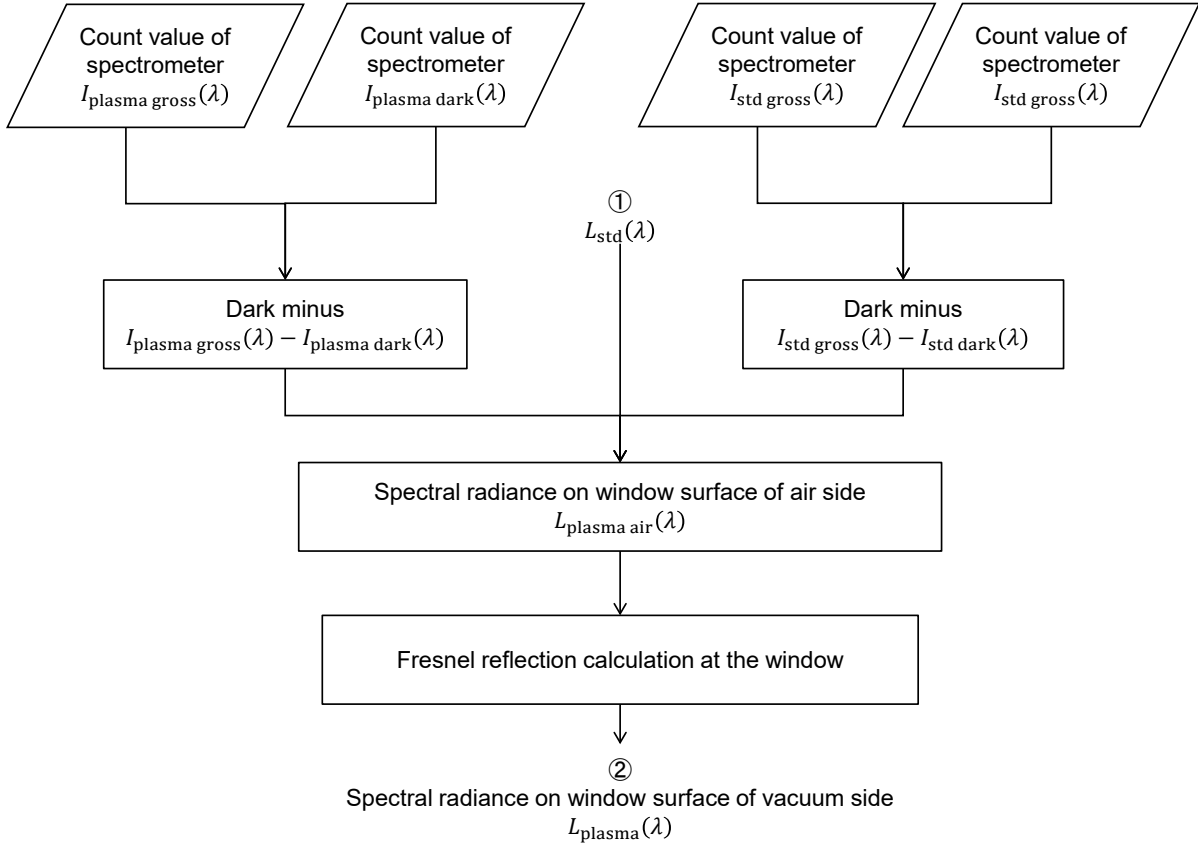 Count value of
spectrometer
I_plasma gross(λ)
Count value of
spectrometer
I_plasma dark(λ)
Count value of
spectrometer
I_std gross(λ)
Count value of
spectrometer
I_std gross(λ)
①
L_std(λ)
Dark minus
I_plasma gross(λ) − I_plasma dark(λ)
Dark minus
I_std gross(λ) − I_std dark(λ)
Spectral radiance on window surface of air side
L_plasma air(λ)
Fresnel reflection calculation at the window
②
Spectral radiance on window surface of vacuum side
L_plasma(λ)